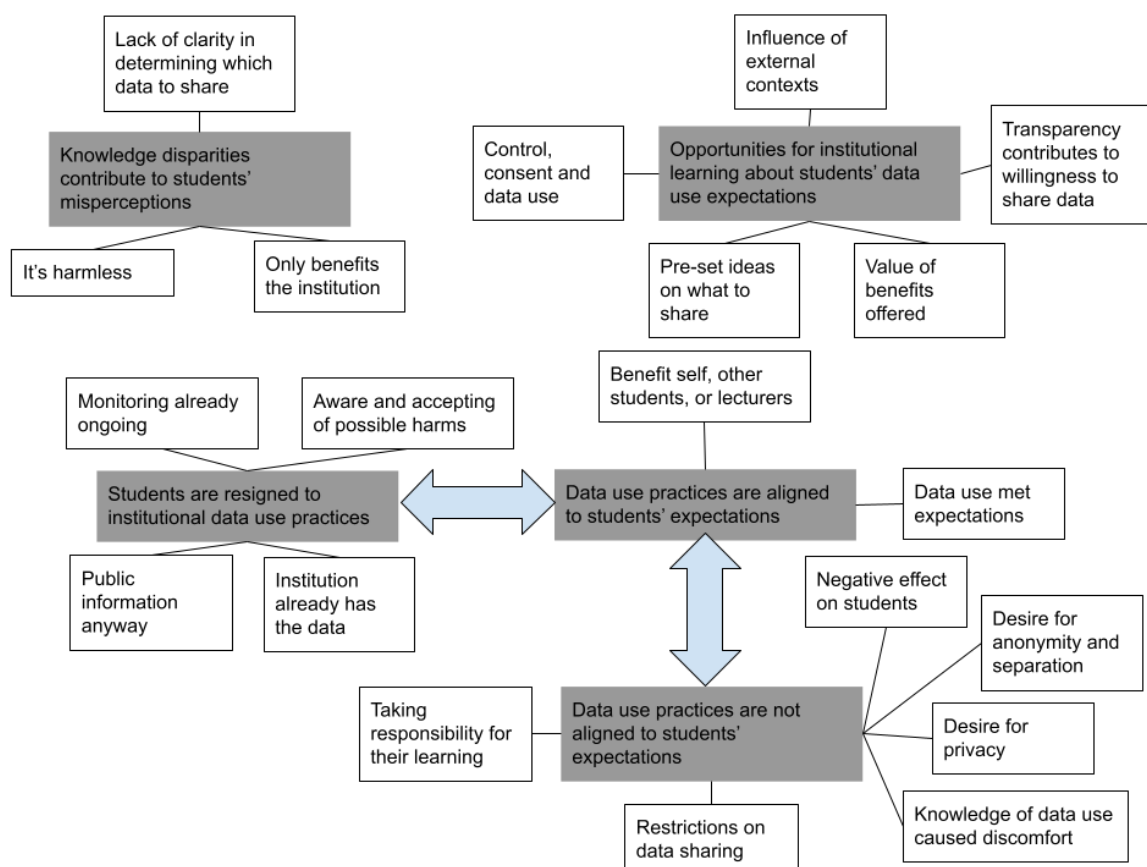 Lack of clarity in
determining which
data to share
Knowledge disparities
contribute to students’
misperceptions
It’s harmless
Only benefits
the institution
Influence of
external
contexts
Control,
consent and
data use
Opportunities for institutional
learning about students’ data
use expectations
Transparency
contributes to
willingness to
share data
Pre-set ideas
on what to
share
Value of
benefits
offered
Monitoring already
ongoing
Aware and accepting
of possible harms
Students are resigned to
institutional data use practices
Public
information
anyway
Institution
already has
the data
Benefit self, other
students, or lecturers
Data use practices are aligned
to students’ expectations
Data use met
expectations
Negative effect
on students
Desire for
anonymity and
separation
Taking
responsibility for
their learning
Data use practices are not
aligned to students’
expectations
Desire for
privacy
Restrictions on
data sharing
Knowledge of data use
caused discomfort